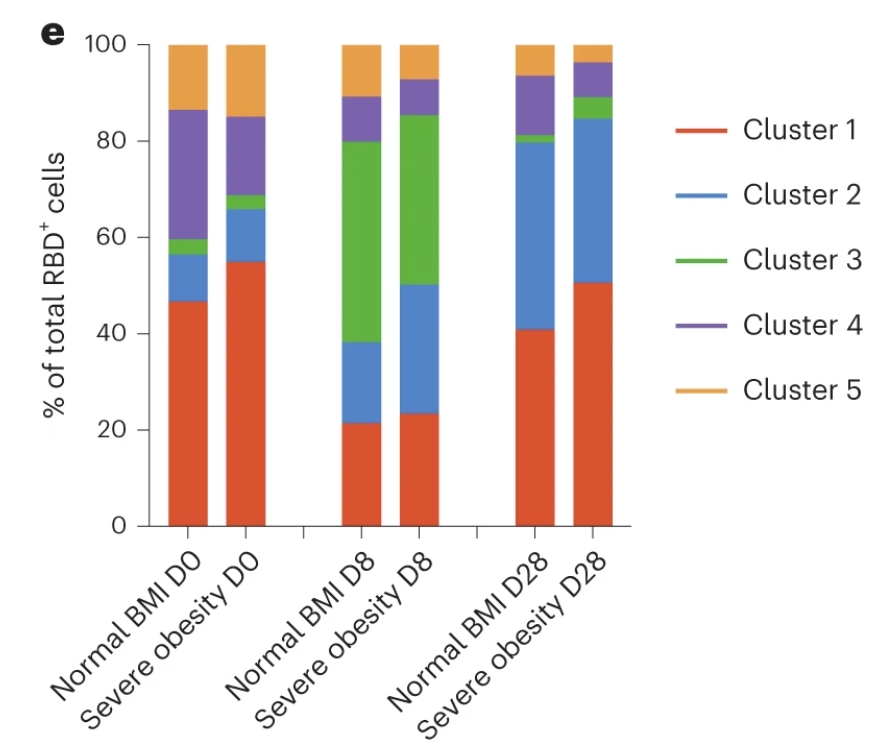 e
100
80
60
40
20
0
% of total RBD⁺ cells
Normal BMI D0
Severe obesity D0
Normal BMI D8
Severe obesity D8
Normal BMI D28
Severe obesity D28
Cluster 1
Cluster 2
Cluster 3
Cluster 4
Cluster 5